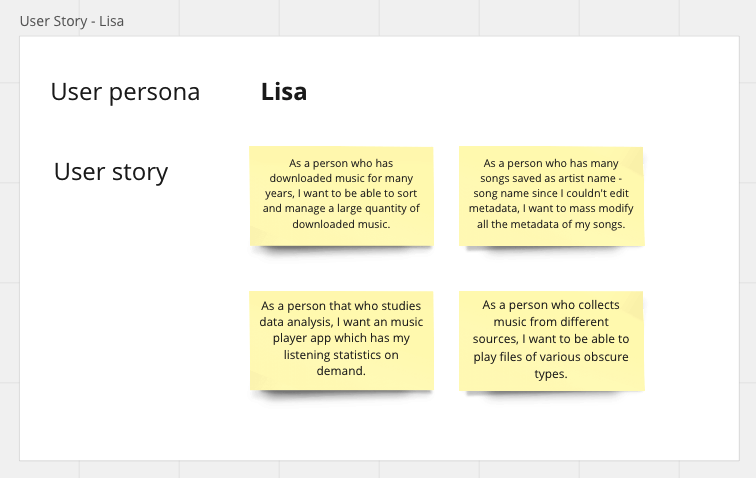 User Story - Lisa
User persona
Lisa
User story
As a person who has
downloaded music for many
years, I want to be able to sort
and manage a large quantity of
downloaded music.
As a person who has many
songs saved as artist name -
song name since I couldn't edit
metadata, I want to mass modify
all the metadata of my songs.
As a person that who studies
data analysis, I want an music
player app which has my
listening statistics on
demand.
As a person who collects
music from different
sources, I want to be able to
play files of various obscure
types.